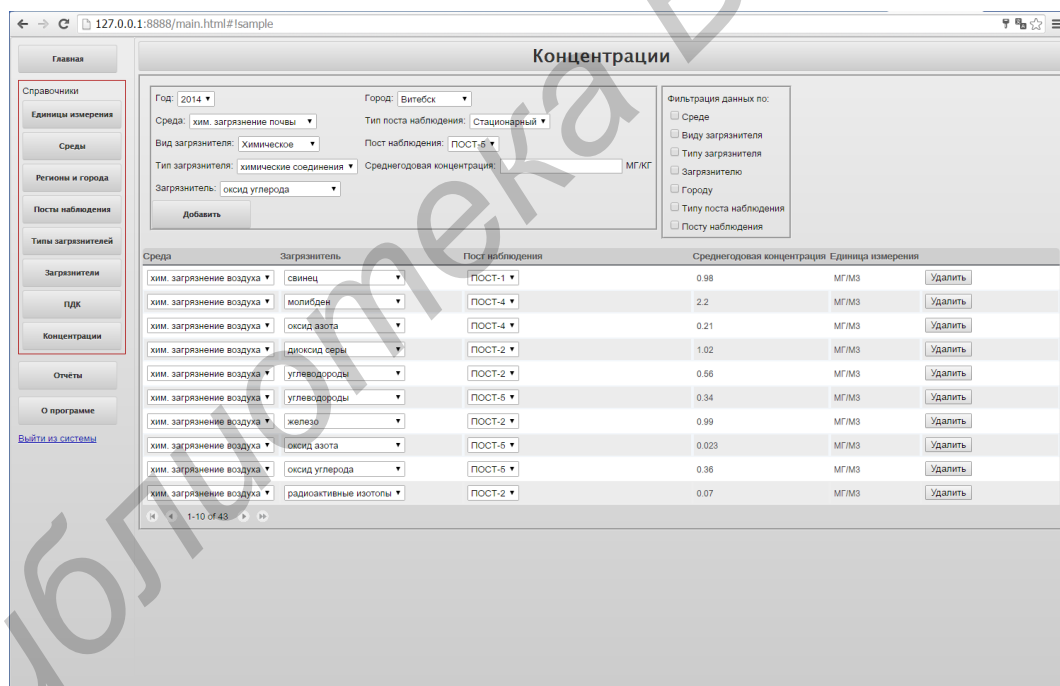 127.0.0.1:8888/main.html#!sample
Главная
Концентрации
Справочники
Единицы измерения
Среды
Регионы и города
Посты наблюдения
Типы загрязнителей
Загрязнители
ПДК
Концентрации
Отчёты
О программе
Выйти из системы
Год: 2014 Город: Витебск
Среда: хим. загрязнение почвы Тип поста наблюдения: Стационарный
Вид загрязнителя: Химическое Пост наблюдения: ПОСТ-5
Тип загрязнителя: химические соединения Среднегодовая концентрация: МГ/КГ
Загрязнитель: оксид углерода
Добавить
Фильтрация данных по:
Среде
Виду загрязнителя
Типу загрязнителя
Загрязнителю
Городу
Типу поста наблюдения
Посту наблюдения
Среда Загрязнитель Пост наблюдения Среднегодовая концентрация Единица измерения
хим. загрязнение воздуха свинец ПОСТ-1 0.98 МГ/М3 Удалить
хим. загрязнение воздуха молибден ПОСТ-4 2.2 МГ/М3 Удалить
хим. загрязнение воздуха оксид азота ПОСТ-4 0.21 МГ/М3 Удалить
хим. загрязнение воздуха диоксид серы ПОСТ-2 1.02 МГ/М3 Удалить
хим. загрязнение воздуха углеводороды ПОСТ-2 0.56 МГ/М3 Удалить
хим. загрязнение воздуха углеводороды ПОСТ-5 0.34 МГ/М3 Удалить
хим. загрязнение воздуха железо ПОСТ-2 0.99 МГ/М3 Удалить
хим. загрязнение воздуха оксид азота ПОСТ-5 0.023 МГ/М3 Удалить
хим. загрязнение воздуха оксид углерода ПОСТ-5 0.36 МГ/М3 Удалить
хим. загрязнение воздуха радиоактивные изотопы ПОСТ-2 0.07 МГ/М3 Удалить
1-10 of 43